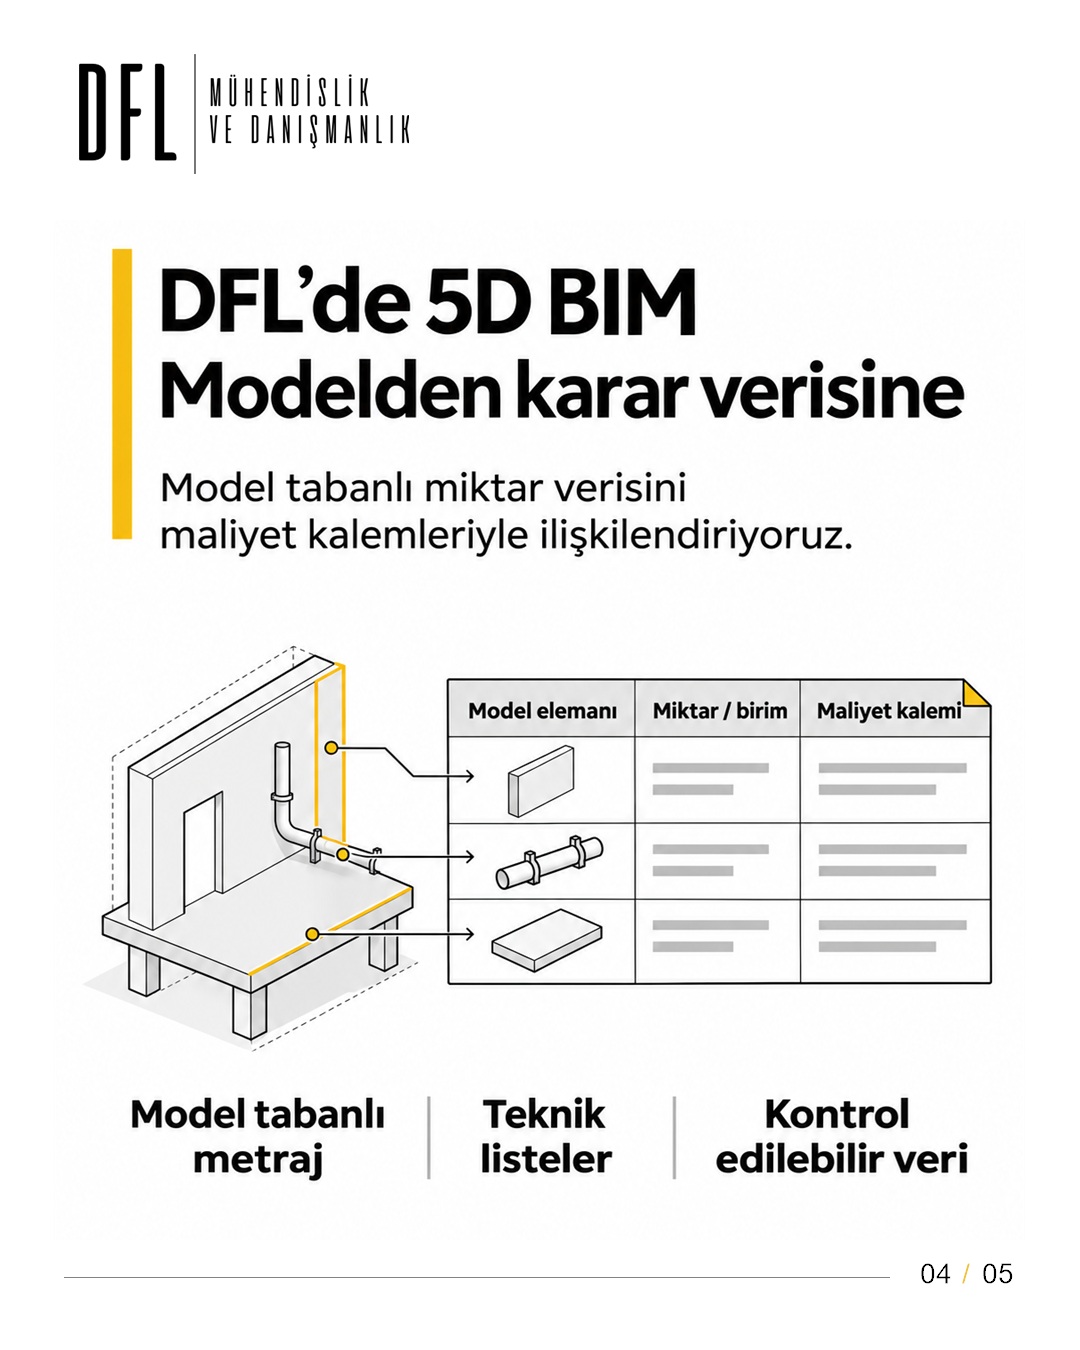 DFL
MÜHENDİSLİK
VE DANIŞMANLIK
DFL'de 5D BIM
Modelden karar verisine
Model tabanlı miktar verisini
maliyet kalemleriyle ilişkilendiriyoruz.
Model elemanı Miktar / birim Maliyet kalemi
Model tabanlı
metraj
Teknik
listeler
Kontrol
edilebilir veri
04 / 05